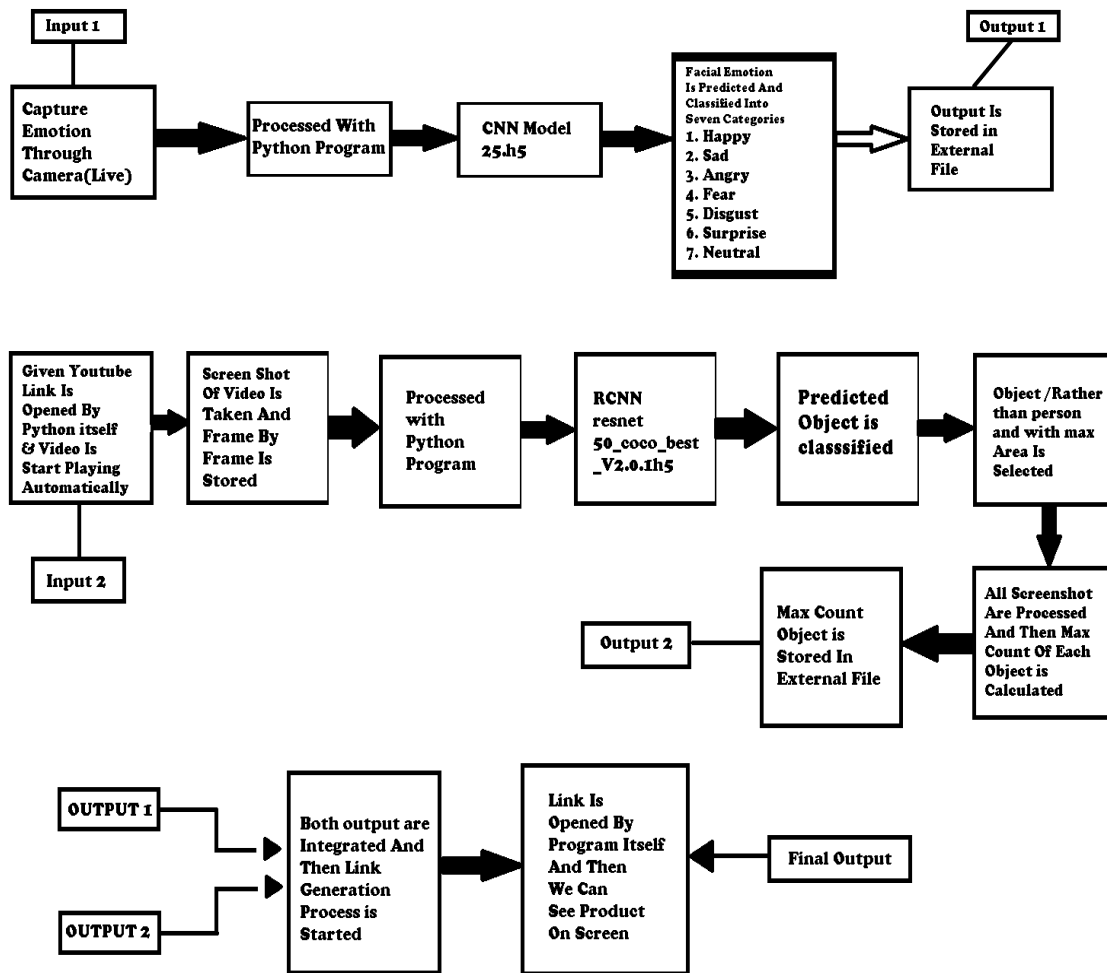 Input 1
Capture
Emotion
Through
Camera(Live)
Processed With
Python Program
CNN Model
25.h5
Facial Emotion
Is Predicted And
Classified Into
Seven Categories
1. Happy
2. Sad
3. Angry
4. Fear
5. Disgust
6. Surprise
7. Neutral
Output 1
Output Is
Stored in
External
File
Given Youtube
Link Is
Opened By
Python itself
& Video Is
Start Playing
Automatically
Input 2
Screen Shot
Of Video Is
Taken And
Frame By
Frame Is
Stored
Processed
with
Python
Program
RCNN
resnet
50_coco_best
_V2.0.1h5
Predicted
Object is
classsified
Object /Rather
than person
and with max
Area Is
Selected
All Screenshot
Are Processed
And Then Max
Count Of Each
Object is
Calculated
Max Count
Object is
Stored In
External File
Output 2
OUTPUT 1
OUTPUT 2
Both output are
Integrated And
Then Link
Generation
Process is
Started
Link Is
Opened By
Program Itself
And Then
We Can
See Product
On Screen
Final Output